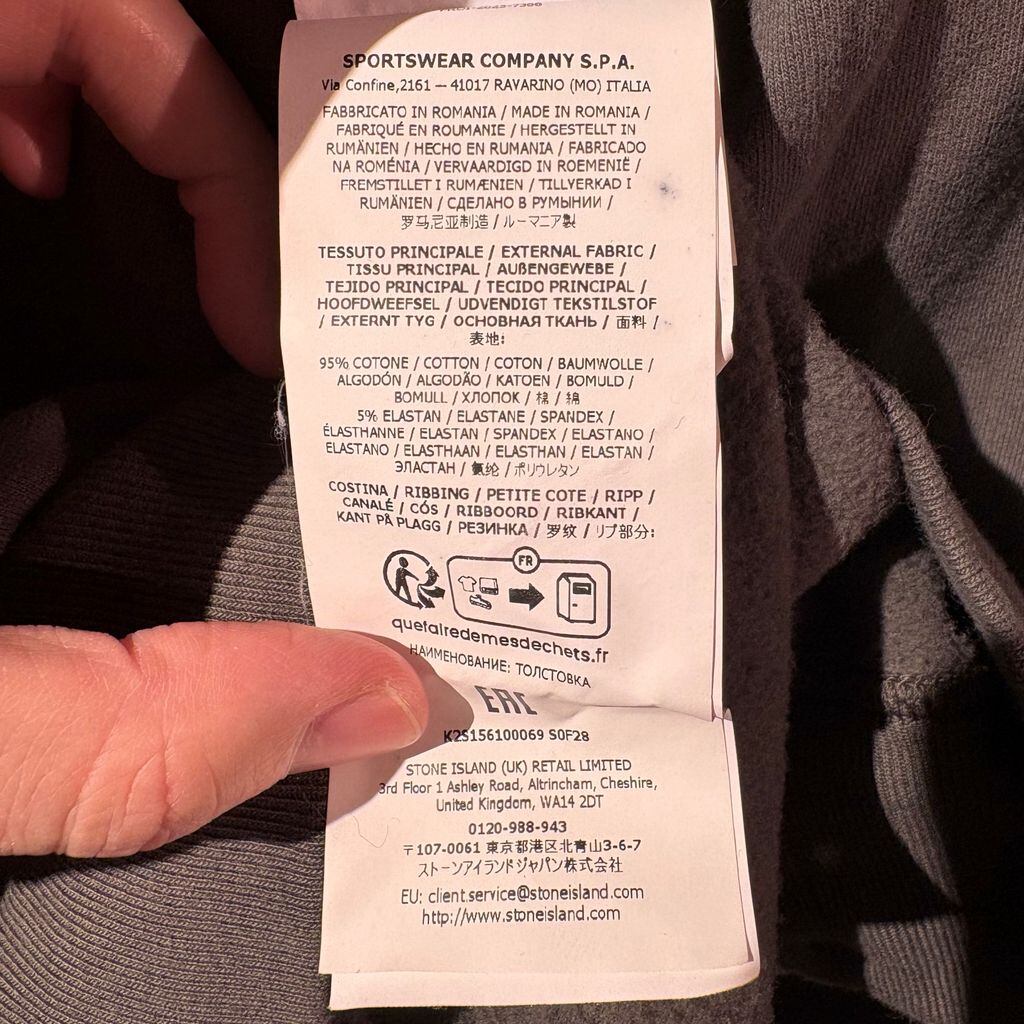 SPORTSWEAR COMPANY S.P.A.
Via Confine,2161 — 41017 RAVARINO (MO) ITALIA
FABBRICATO IN ROMANIA / MADE IN ROMANIA /
FABRIQUÉ EN ROUMANIE / HERGESTELLT IN
RUMÄNIEN / HECHO EN RUMANIA / FABRICADO
NA ROMÉNIA / VERVAARDIGD IN ROEMENIË /
FREMSTILLET I RUMÆNIEN / TILLVERKAD I
RUMÄNIEN / СДЕЛАНО В РУМЫНИИ /
罗马尼亚制造 / ルーマニア製
TESSUTO PRINCIPALE / EXTERNAL FABRIC /
TISSU PRINCIPAL / AUßENGEWEBE /
TEJIDO PRINCIPAL / TECIDO PRINCIPAL /
HOOFDWEEFSEL / UDVENDIGT TEKSTILSTOF
/ EXTERNT TYG / ОСНОВНАЯ ТКАНЬ / 面料 /
表地:
95% COTONE / COTTON / COTON / BAUMWOLLE /
ALGODÓN / ALGODÃO / KATOEN / BOMULD /
BOMULL / ХЛОПОК / 棉 / 綿
5% ELASTAN / ELASTANE / SPANDEX /
ÉLASTHANNE / ELASTAN / SPANDEX / ELASTANO /
ELASTANO / ELASTHAAN / ELASTHAN / ELASTAN /
ЭЛАСТАН / 氨纶 / ポリウレタン
COSTINA / RIBBING / PETITE COTE / RIPP /
CANALÉ / CÓS / RIBBOORD / RIBKANT /
KANT PÅ PLAGG / РЕЗИНКА / 罗纹 / リブ部分:
FR
quefairedemesdechets.fr
НАИМЕНОВАНИЕ: ТОЛСТОВКА
EAC
K2S156100069 S0F28
STONE ISLAND (UK) RETAIL LIMITED
3rd Floor 1 Ashley Road, Altrincham, Cheshire,
United Kingdom, WA14 2DT
0120-988-943
〒107-0061 東京都港区北青山3-6-7
ストーンアイランドジャパン株式会社
EU: client.service@stoneisland.com
http://www.stoneisland.com